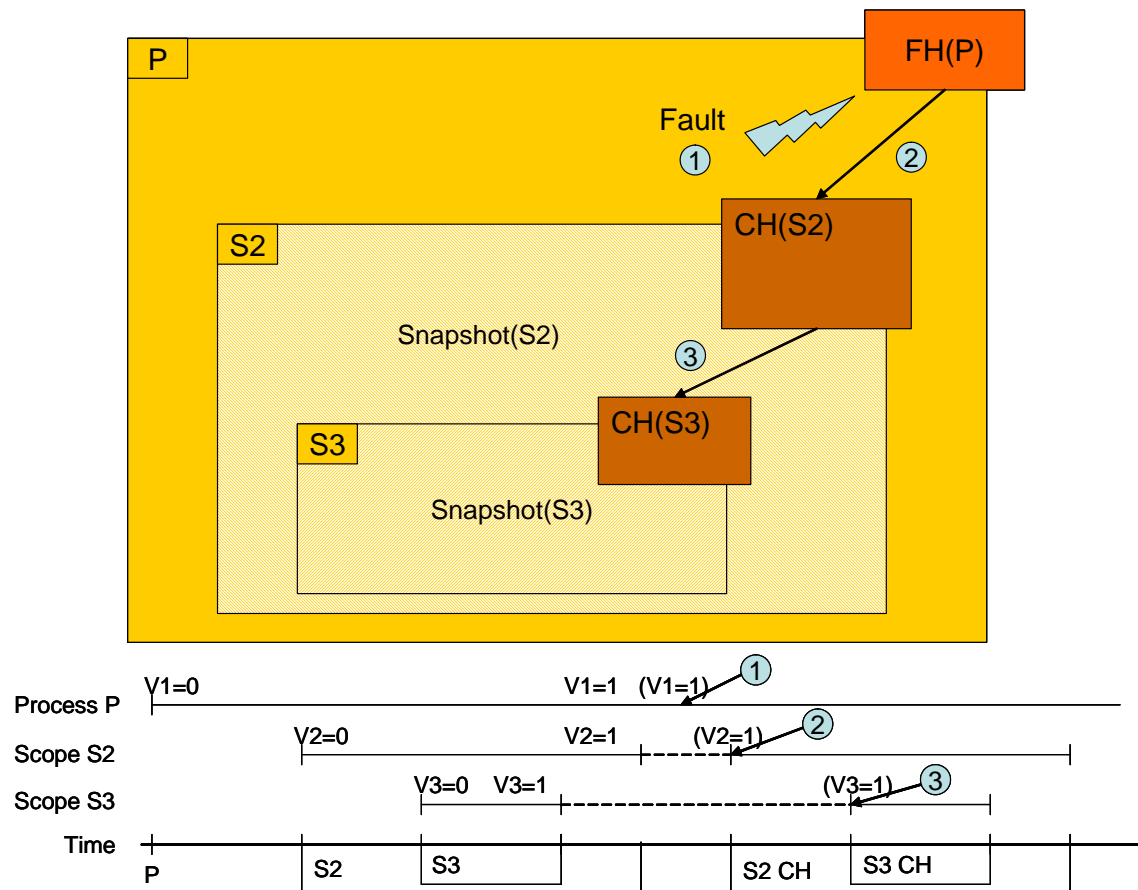 P
FH(P)
Fault
1
2
CH(S2)
S2
Snapshot(S2)
3
CH(S3)
S3
Snapshot(S3)
1
V1=0 V1=1 (V1=1)
Process P
2
V2=0 V2=1 (V2=1)
Scope S2
3
V3=0 V3=1 (V3=1)
Scope S3
Time
P S2 S3 S2 CH S3 CH